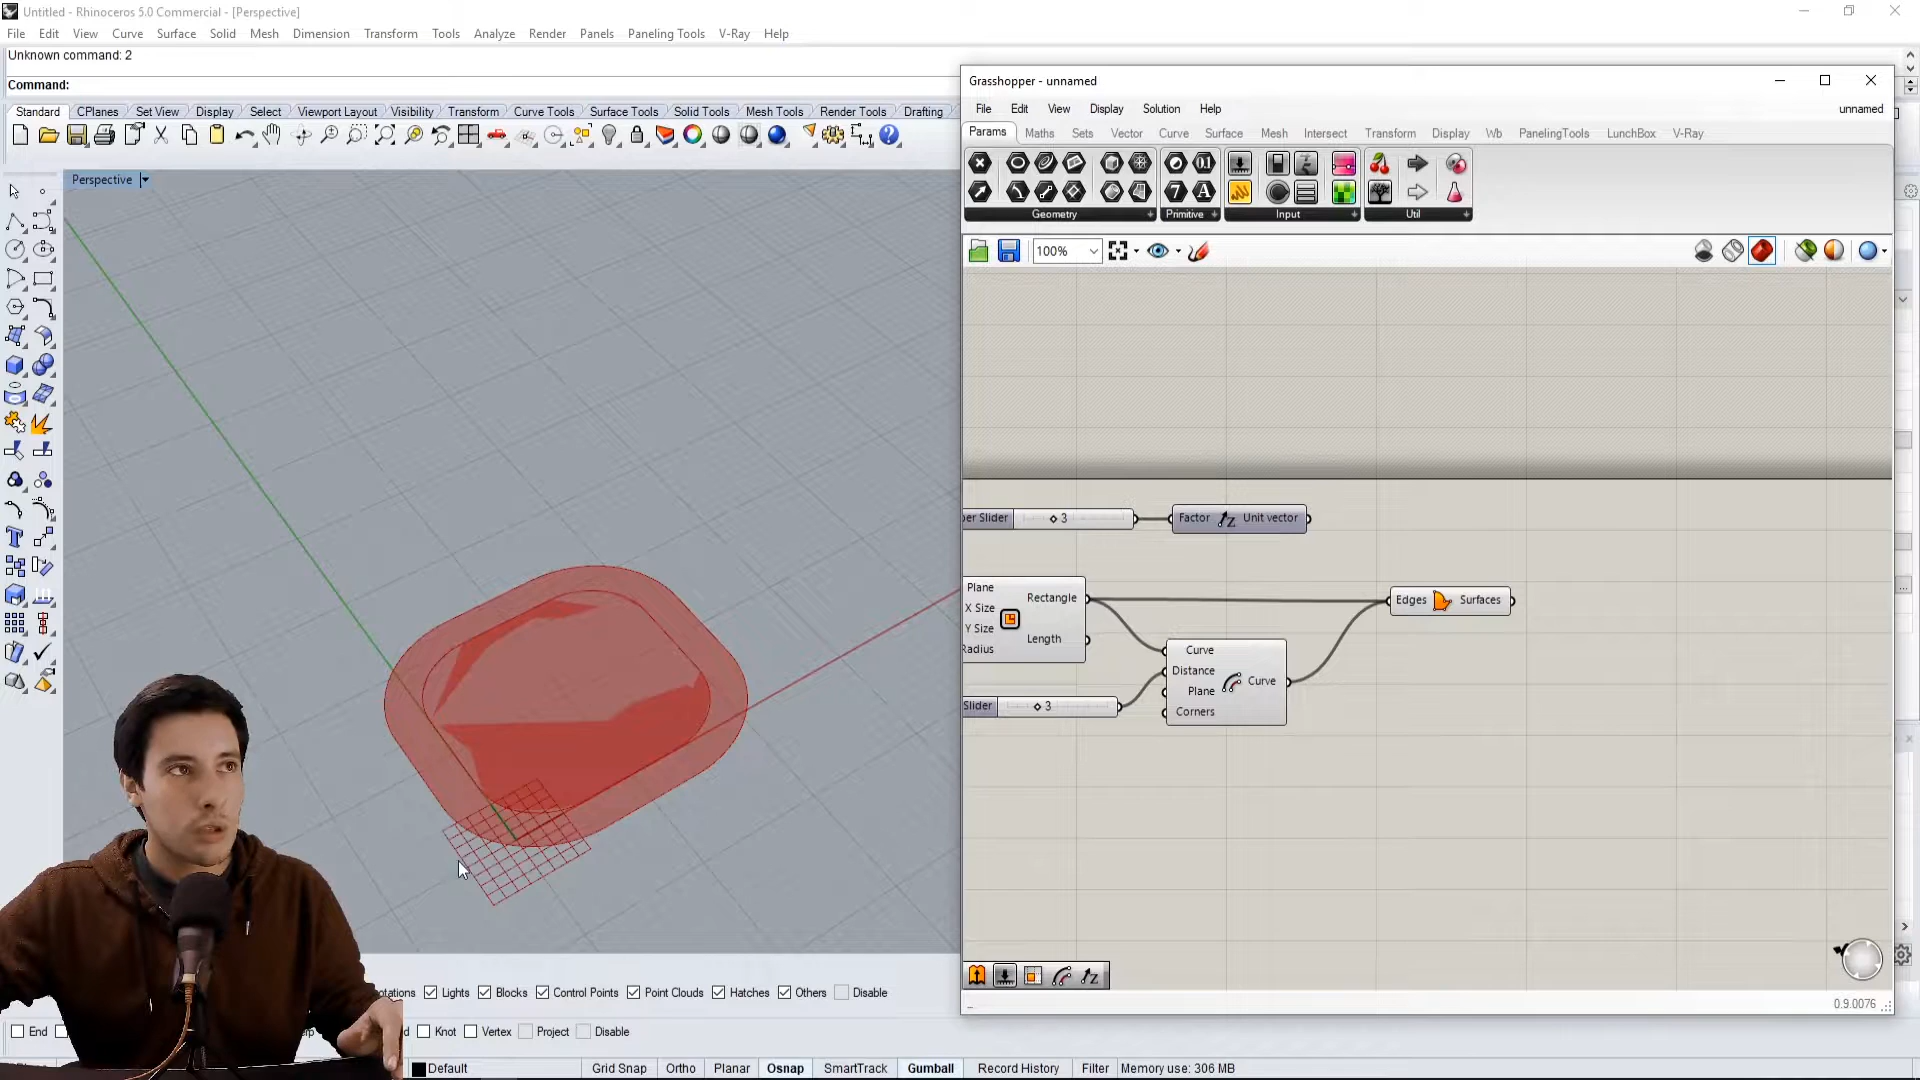 Untitled - Rhinoceros 5.0 Commercial - [Perspective]
File Edit View Curve Surface Solid Mesh Dimension Transform Tools Analyze Render Panels Paneling Tools V-Ray Help
Unknown command: 2
Command:
Standard CPlanes Set View Display Select Viewport Layout Visibility Transform Curve Tools Surface Tools Solid Tools Mesh Tools Render Tools Drafting
Perspective
Grasshopper - unnamed
File Edit View Display Solution Help unnamed
Params Maths Sets Vector Curve Surface Mesh Intersect Transform Display Wb PanelingTools LunchBox V-Ray
Geometry Primitive Input Util
100%
per Slider 3 Factor Unit vector
Plane
X Size
Y Size
Radius
Rectangle
Length
Edges Surfaces
Slider 3
Curve
Distance
Plane
Corners
Curve
0.9.0076
otations Lights Blocks Control Points Point Clouds Hatches Others Disable
End Knot Vertex Project Disable
Default Grid Snap Ortho Planar Osnap SmartTrack Gumball Record History Filter Memory use: 306 MB